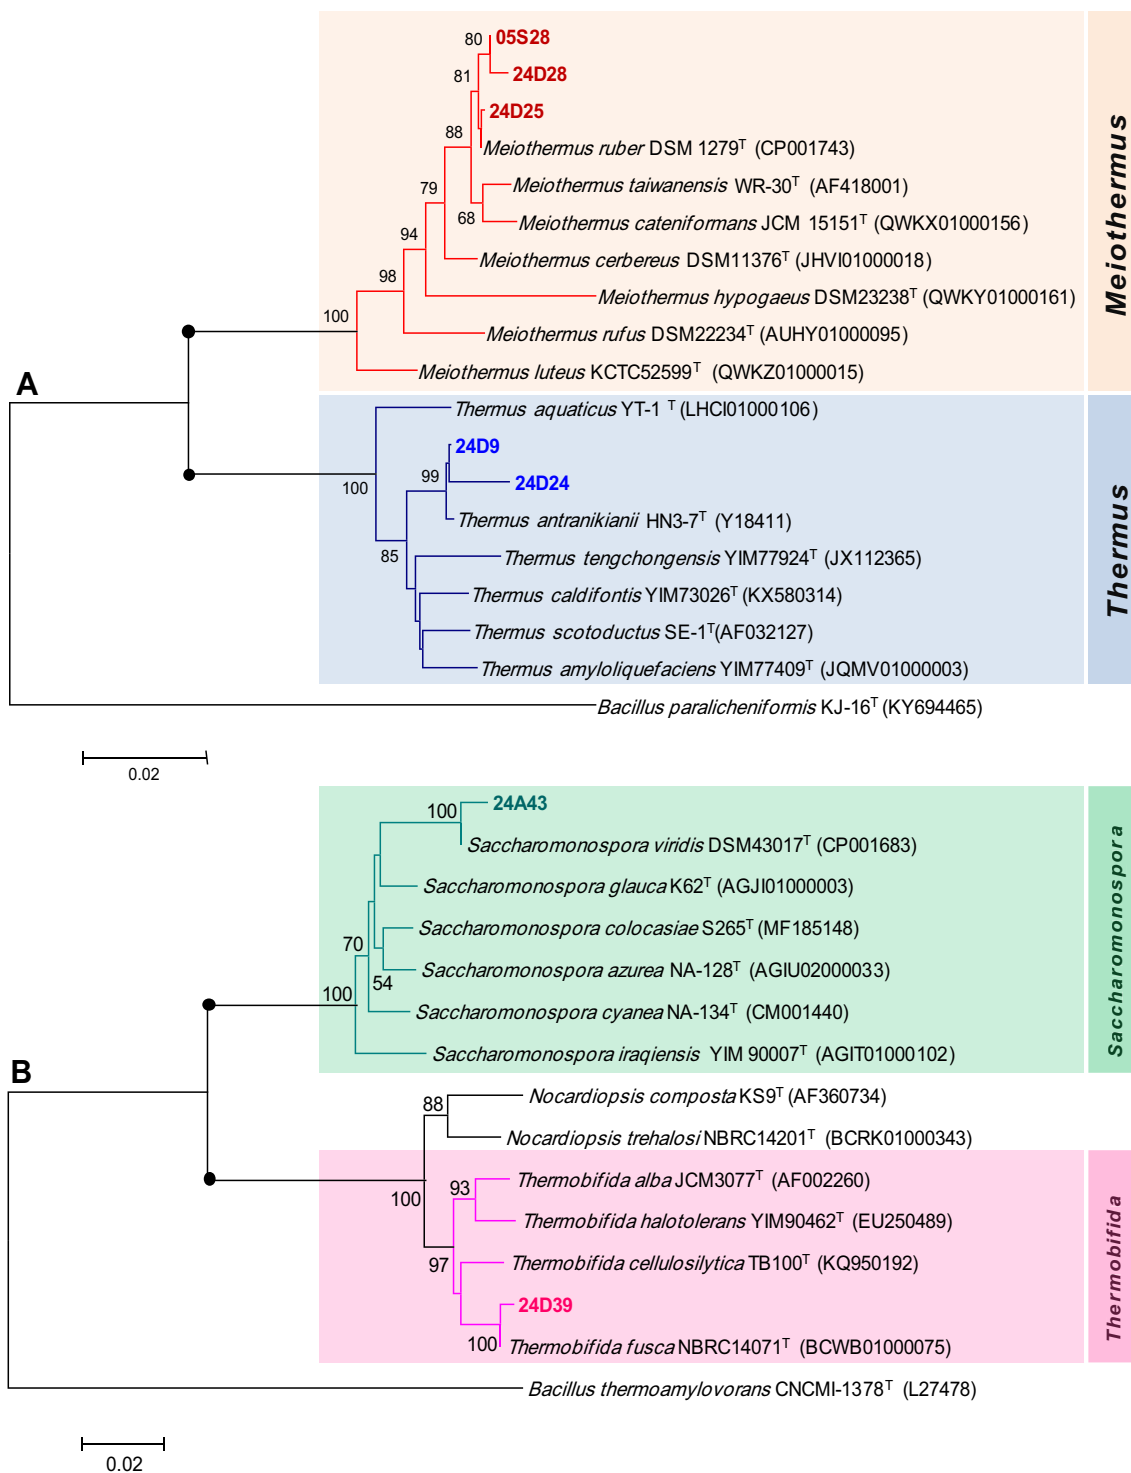 80
05S28
24D28
81
24D25
88
Meiothermus ruber DSM 1279T (CP001743)
79
Meiothermus taiwanensis WR-30T (AF418001)
68
Meiothermus cateniformans JCM 15151T (QWKX01000156)
94
Meiothermus cerbereus DSM11376T (JHVI01000018)
98
Meiothermus hypogaeus DSM23238T (QWKY01000161)
100
Meiothermus rufus DSM22234T (AUHY01000095)
Meiothermus luteus KCTC52599T (QWKZ01000015)
Meiothermus
A
Thermus aquaticus YT-1 T (LHCI01000106)
24D9
99
24D24
100
Thermus antranikianii HN3-7T (Y18411)
85
Thermus tengchongensis YIM77924T (JX112365)
Thermus caldifontis YIM73026T (KX580314)
Thermus scotoductus SE-1T(AF032127)
Thermus amyloliquefaciens YIM77409T (JQMV01000003)
Thermus
Bacillus paralicheniformis KJ-16T (KY694465)
0.02
24A43
100
Saccharomonospora viridis DSM43017T (CP001683)
Saccharomonospora glauca K62T (AGJI01000003)
Saccharomonospora colocasiae S265T (MF185148)
70
Saccharomonospora azurea NA-128T (AGIU02000033)
54
100
Saccharomonospora cyanea NA-134T (CM001440)
Saccharomonospora iraqiensis YIM 90007T (AGIT01000102)
Saccharomonospora
B
Nocardiopsis composta KS9T (AF360734)
88
Nocardiopsis trehalosi NBRC14201T (BCRK01000343)
Thermobifida alba JCM3077T (AF002260)
93
100
Thermobifida halotolerans YIM90462T (EU250489)
97
Thermobifida cellulosilytica TB100T (KQ950192)
24D39
100
Thermobifida fusca NBRC14071T (BCWB01000075)
Thermobifida
Bacillus thermoamylovorans CNCMI-1378T (L27478)
0.02